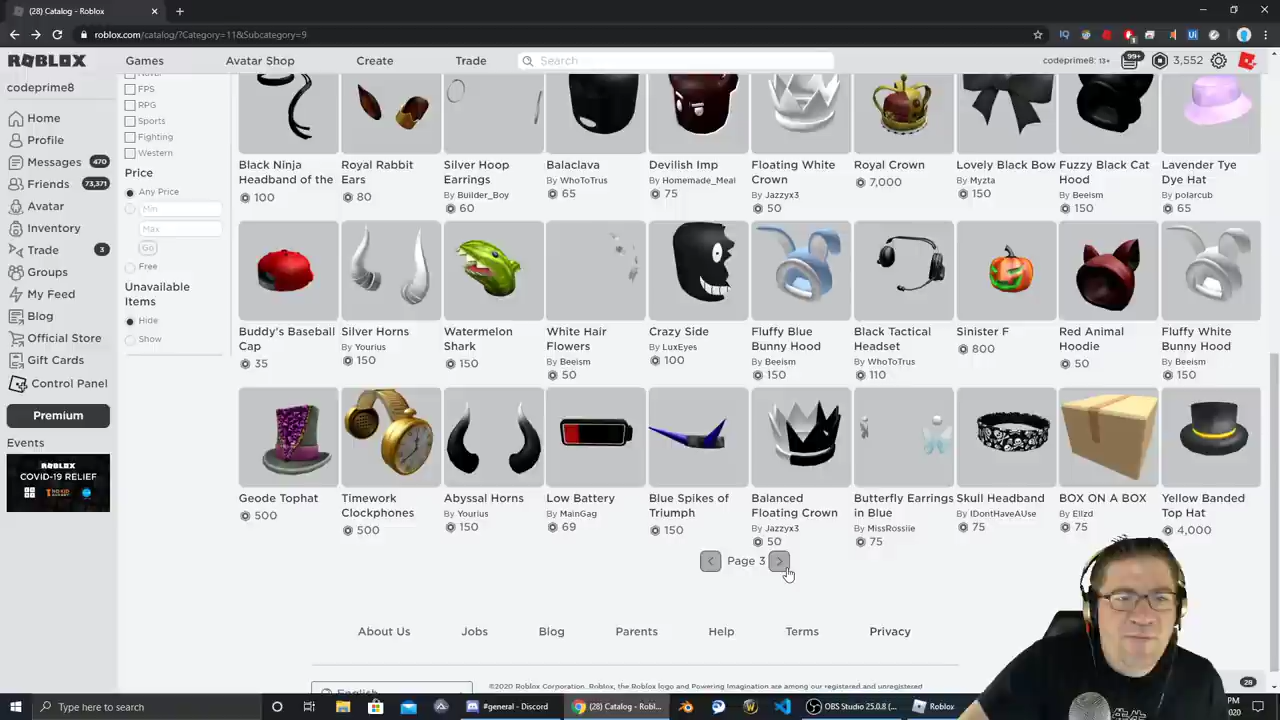 (28) Catalog - Roblox
roblox.com/catalog/?Category=11&Subcategory=9
ROBLOX
Games
Avatar Shop
Create
Trade
Search
codeprime8: 13+
99+
3,552
codeprime8
Home
Profile
Messages 470
Friends 73,371
Avatar
Inventory
Trade 3
Groups
My Feed
Blog
Official Store
Gift Cards
Control Panel
Premium
Events
ROBLOX
COVID-19 RELIEF
FPS
RPG
Sports
Fighting
Western
Price
Any Price
Min
Max
Go
Free
Unavailable
Items
Hide
Show
Black Ninja
Headband of the
100
Royal Rabbit
Ears
80
Silver Hoop
Earrings
By Builder_Boy
60
Balaclava
By WhoToTrus
65
Devilish Imp
By Homemade_Meal
75
Floating White
Crown
By Jazzyx3
50
Royal Crown
7,000
Lovely Black Bow
By Myzta
150
Fuzzy Black Cat
Hood
By Beeism
150
Lavender Tye
Dye Hat
By polarcub
65
Buddy's Baseball
Cap
35
Silver Horns
By Yourius
150
Watermelon
Shark
150
White Hair
Flowers
By Beeism
50
Crazy Side
By LuxEyes
100
Fluffy Blue
Bunny Hood
By Beeism
150
Black Tactical
Headset
By WhoToTrus
110
Sinister F
800
Red Animal
Hoodie
50
Fluffy White
Bunny Hood
By Beeism
150
Geode Tophat
500
Timework
Clockphones
500
Abyssal Horns
By Yourius
150
Low Battery
By MainGag
69
Blue Spikes of
Triumph
150
Balanced
Floating Crown
By Jazzyx3
50
Butterfly Earrings
in Blue
By MissRossiie
75
Skull Headband
By IDontHaveAUse
75
BOX ON A BOX
By Ellzd
75
Yellow Banded
Top Hat
4,000
Page 3
About Us
Jobs
Blog
Parents
Help
Terms
Privacy
English
©2020 Roblox Corporation. Roblox, the Roblox logo and Powering Imagination are among our registered and unregistered
Type here to search
#general - Discord
(28) Catalog - Robl...
OBS Studio 25.0.8 (...
Roblox
28